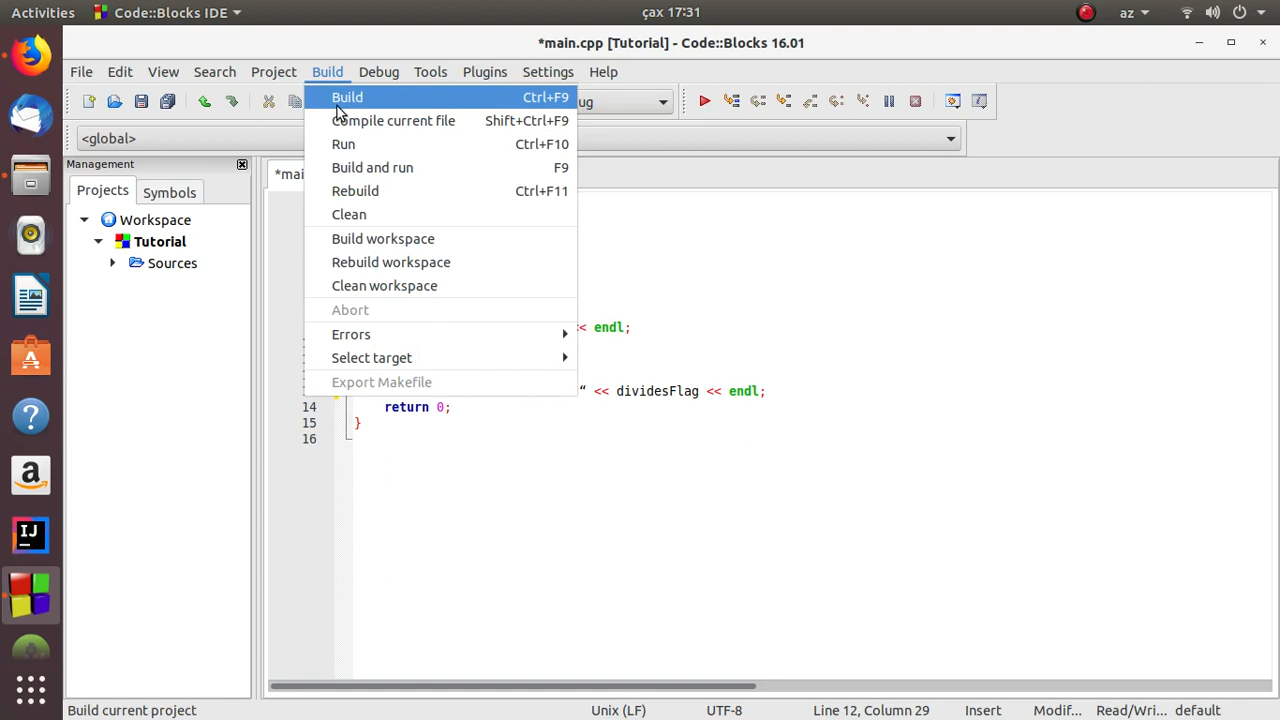 Activities
Code::Blocks IDE
çax 17:31
az
*main.cpp [Tutorial] - Code::Blocks 16.01
File Edit View Search Project Build Debug Tools Plugins Settings Help
Build Ctrl+F9
Compile current file Shift+Ctrl+F9
Run Ctrl+F10
Build and run F9
Rebuild Ctrl+F11
Clean
Build workspace
Rebuild workspace
Clean workspace
Abort
Errors
Select target
Export Makefile
ug
<global>
Management
Projects Symbols
Workspace
Tutorial
Sources
*mai
< endl;
“ << dividesFlag << endl;
14 return 0;
15 }
16
IJ
Build current project
Unix (LF)
UTF-8
Line 12, Column 29
Insert
Modif...
Read/Wri...
default